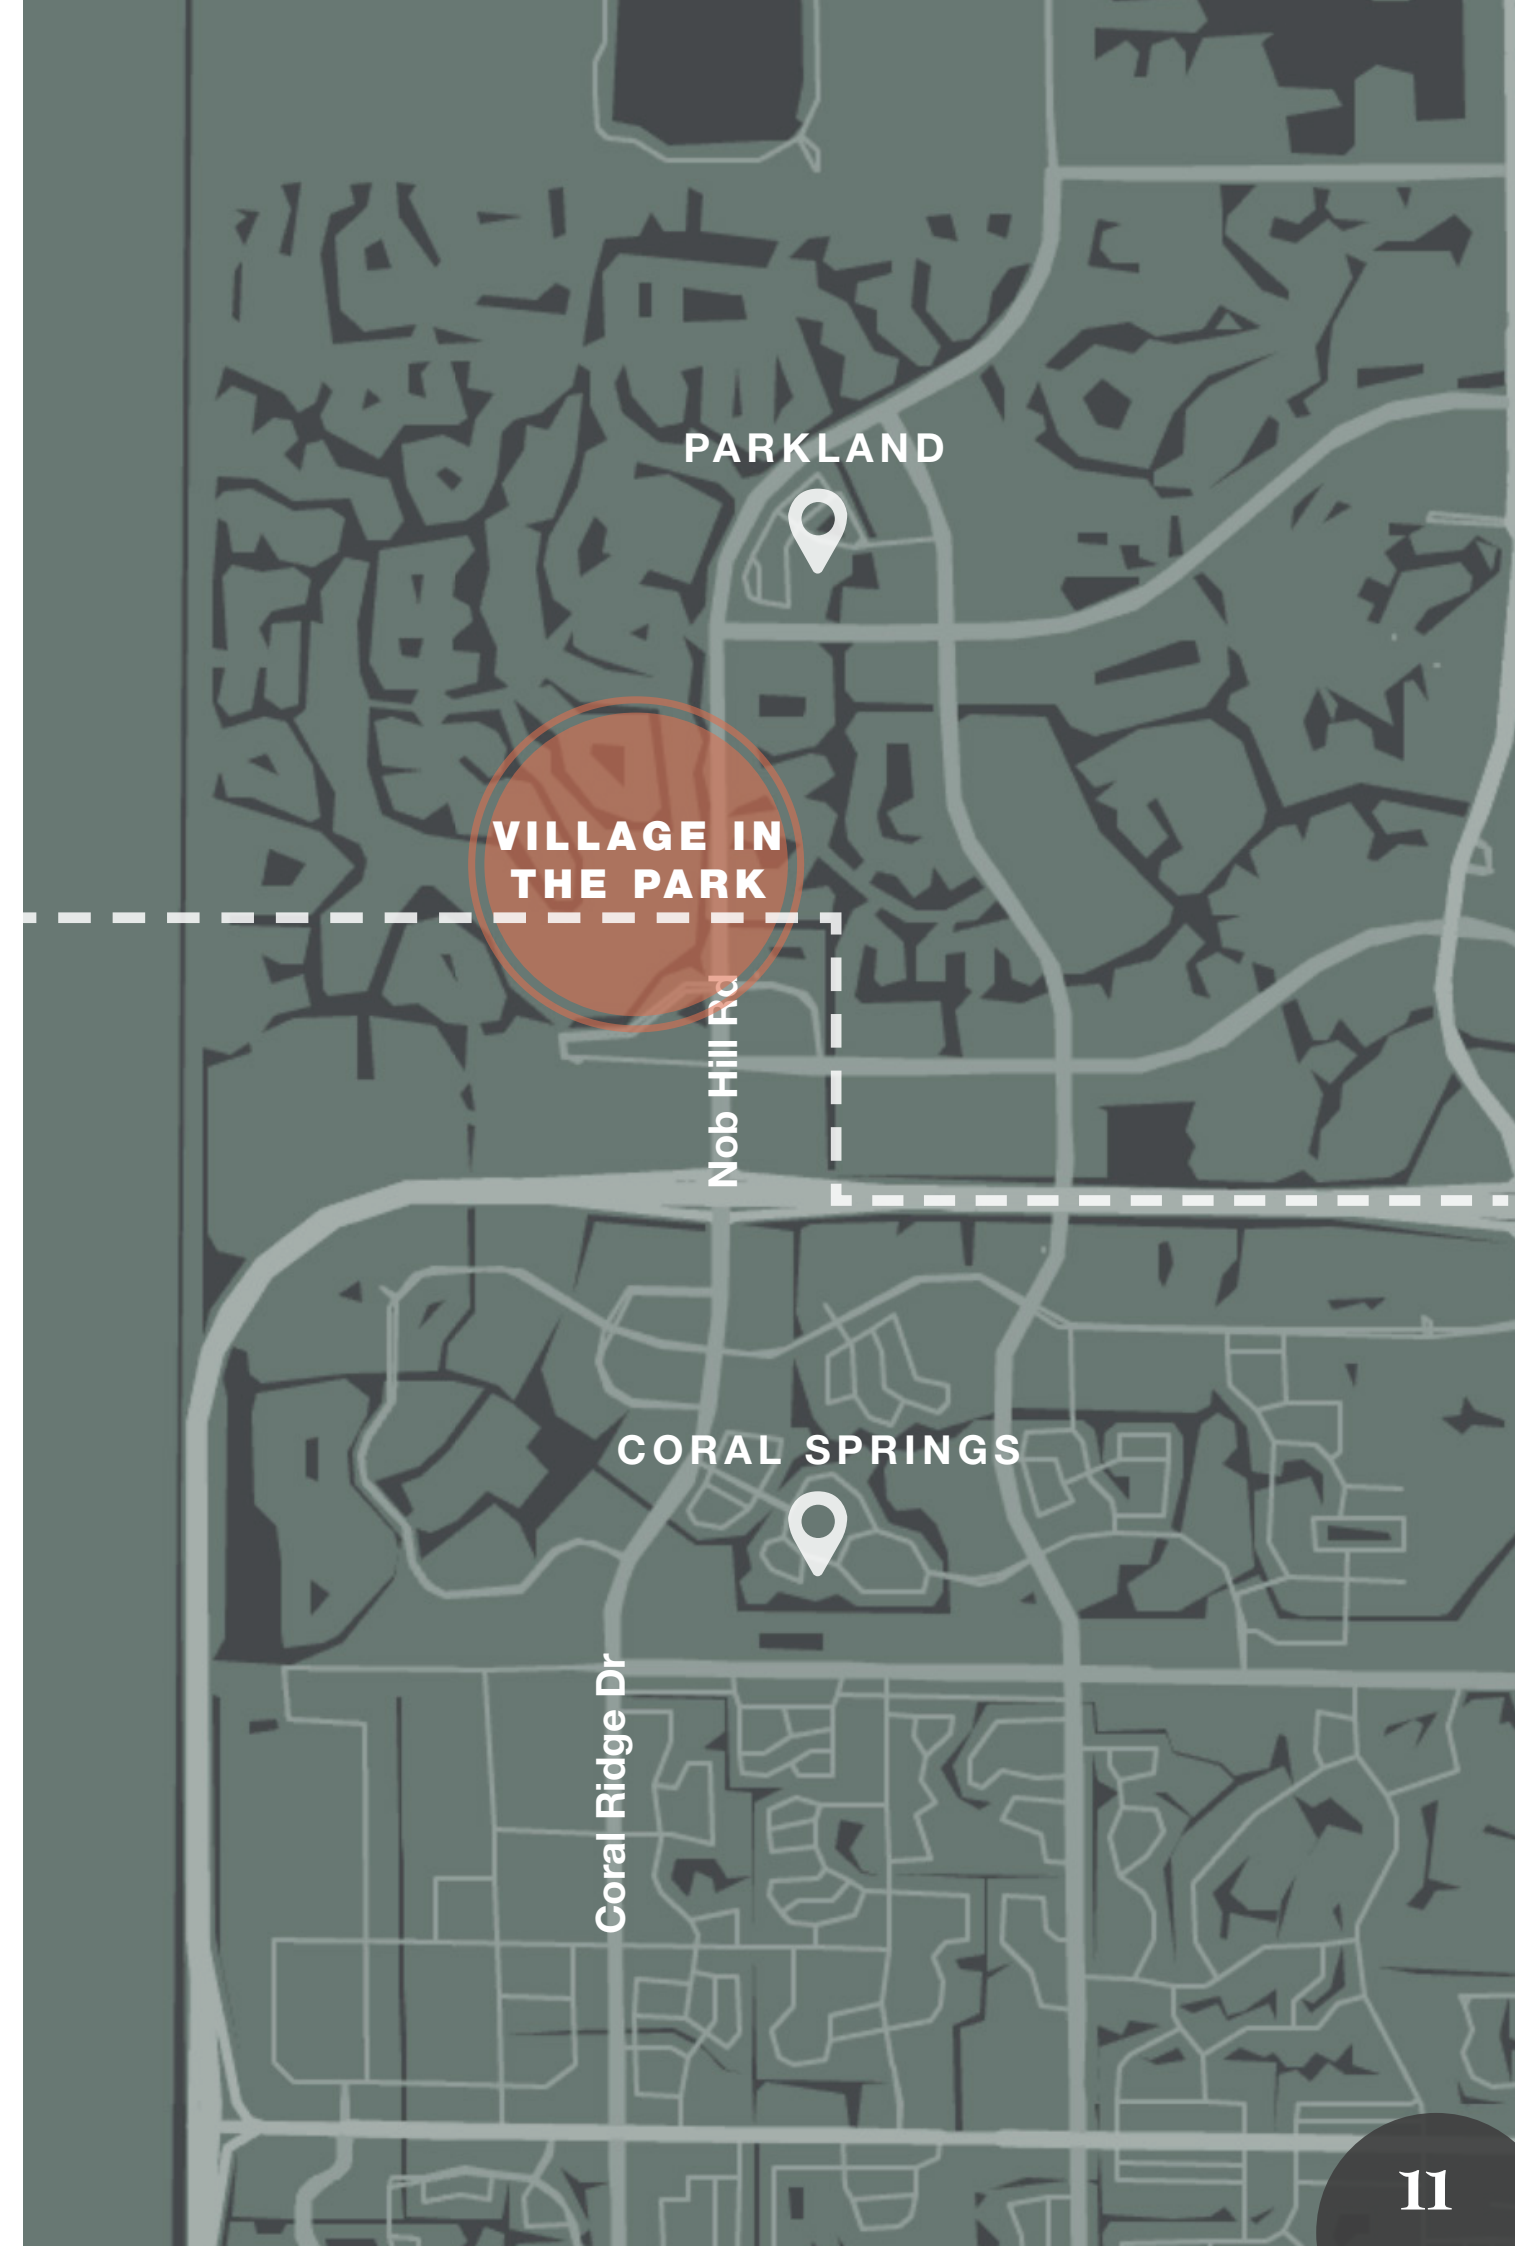 PARKLAND
VILLAGE IN
THE PARK
Nob Hill Rd
CORAL SPRINGS
Coral Ridge Dr
11